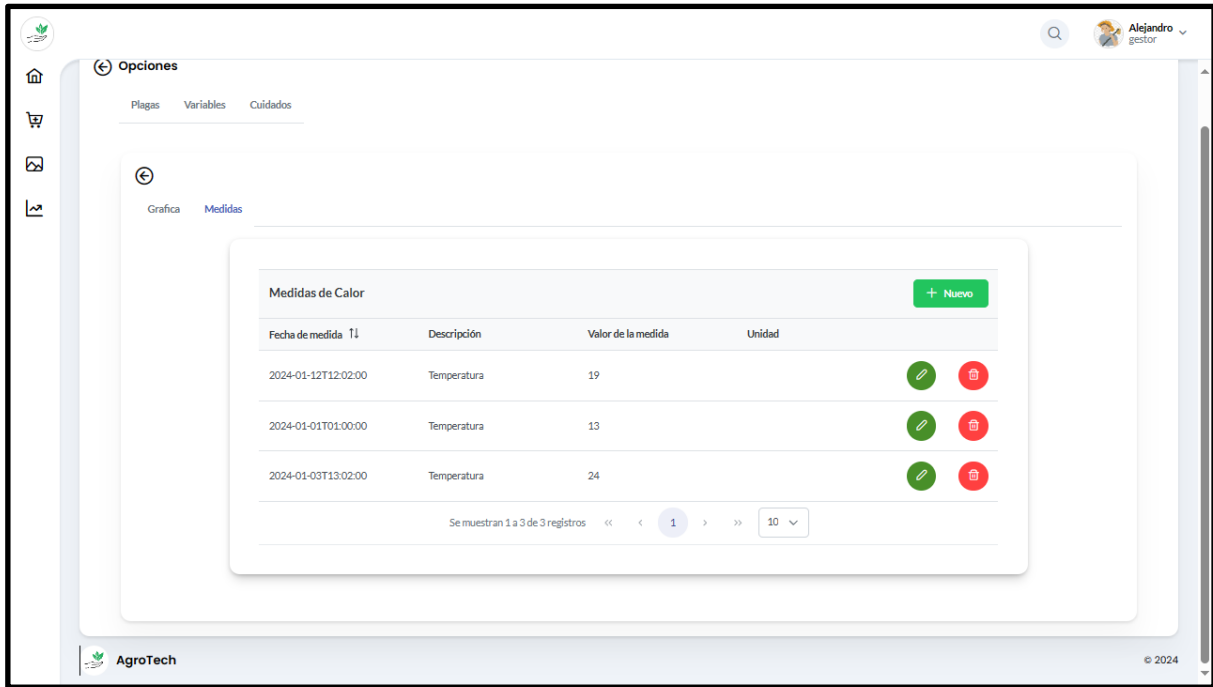 Alejandro
gestor
Opciones
Plagas Variables Cuidados
Grafica Medidas
Medidas de Calor + Nuevo
Fecha de medida Descripción Valor de la medida Unidad
2024-01-12T12:02:00 Temperatura 19
2024-01-01T01:00:00 Temperatura 13
2024-01-03T13:02:00 Temperatura 24
Se muestran 1 a 3 de 3 registros << < 1 > >> 10
AgroTech © 2024